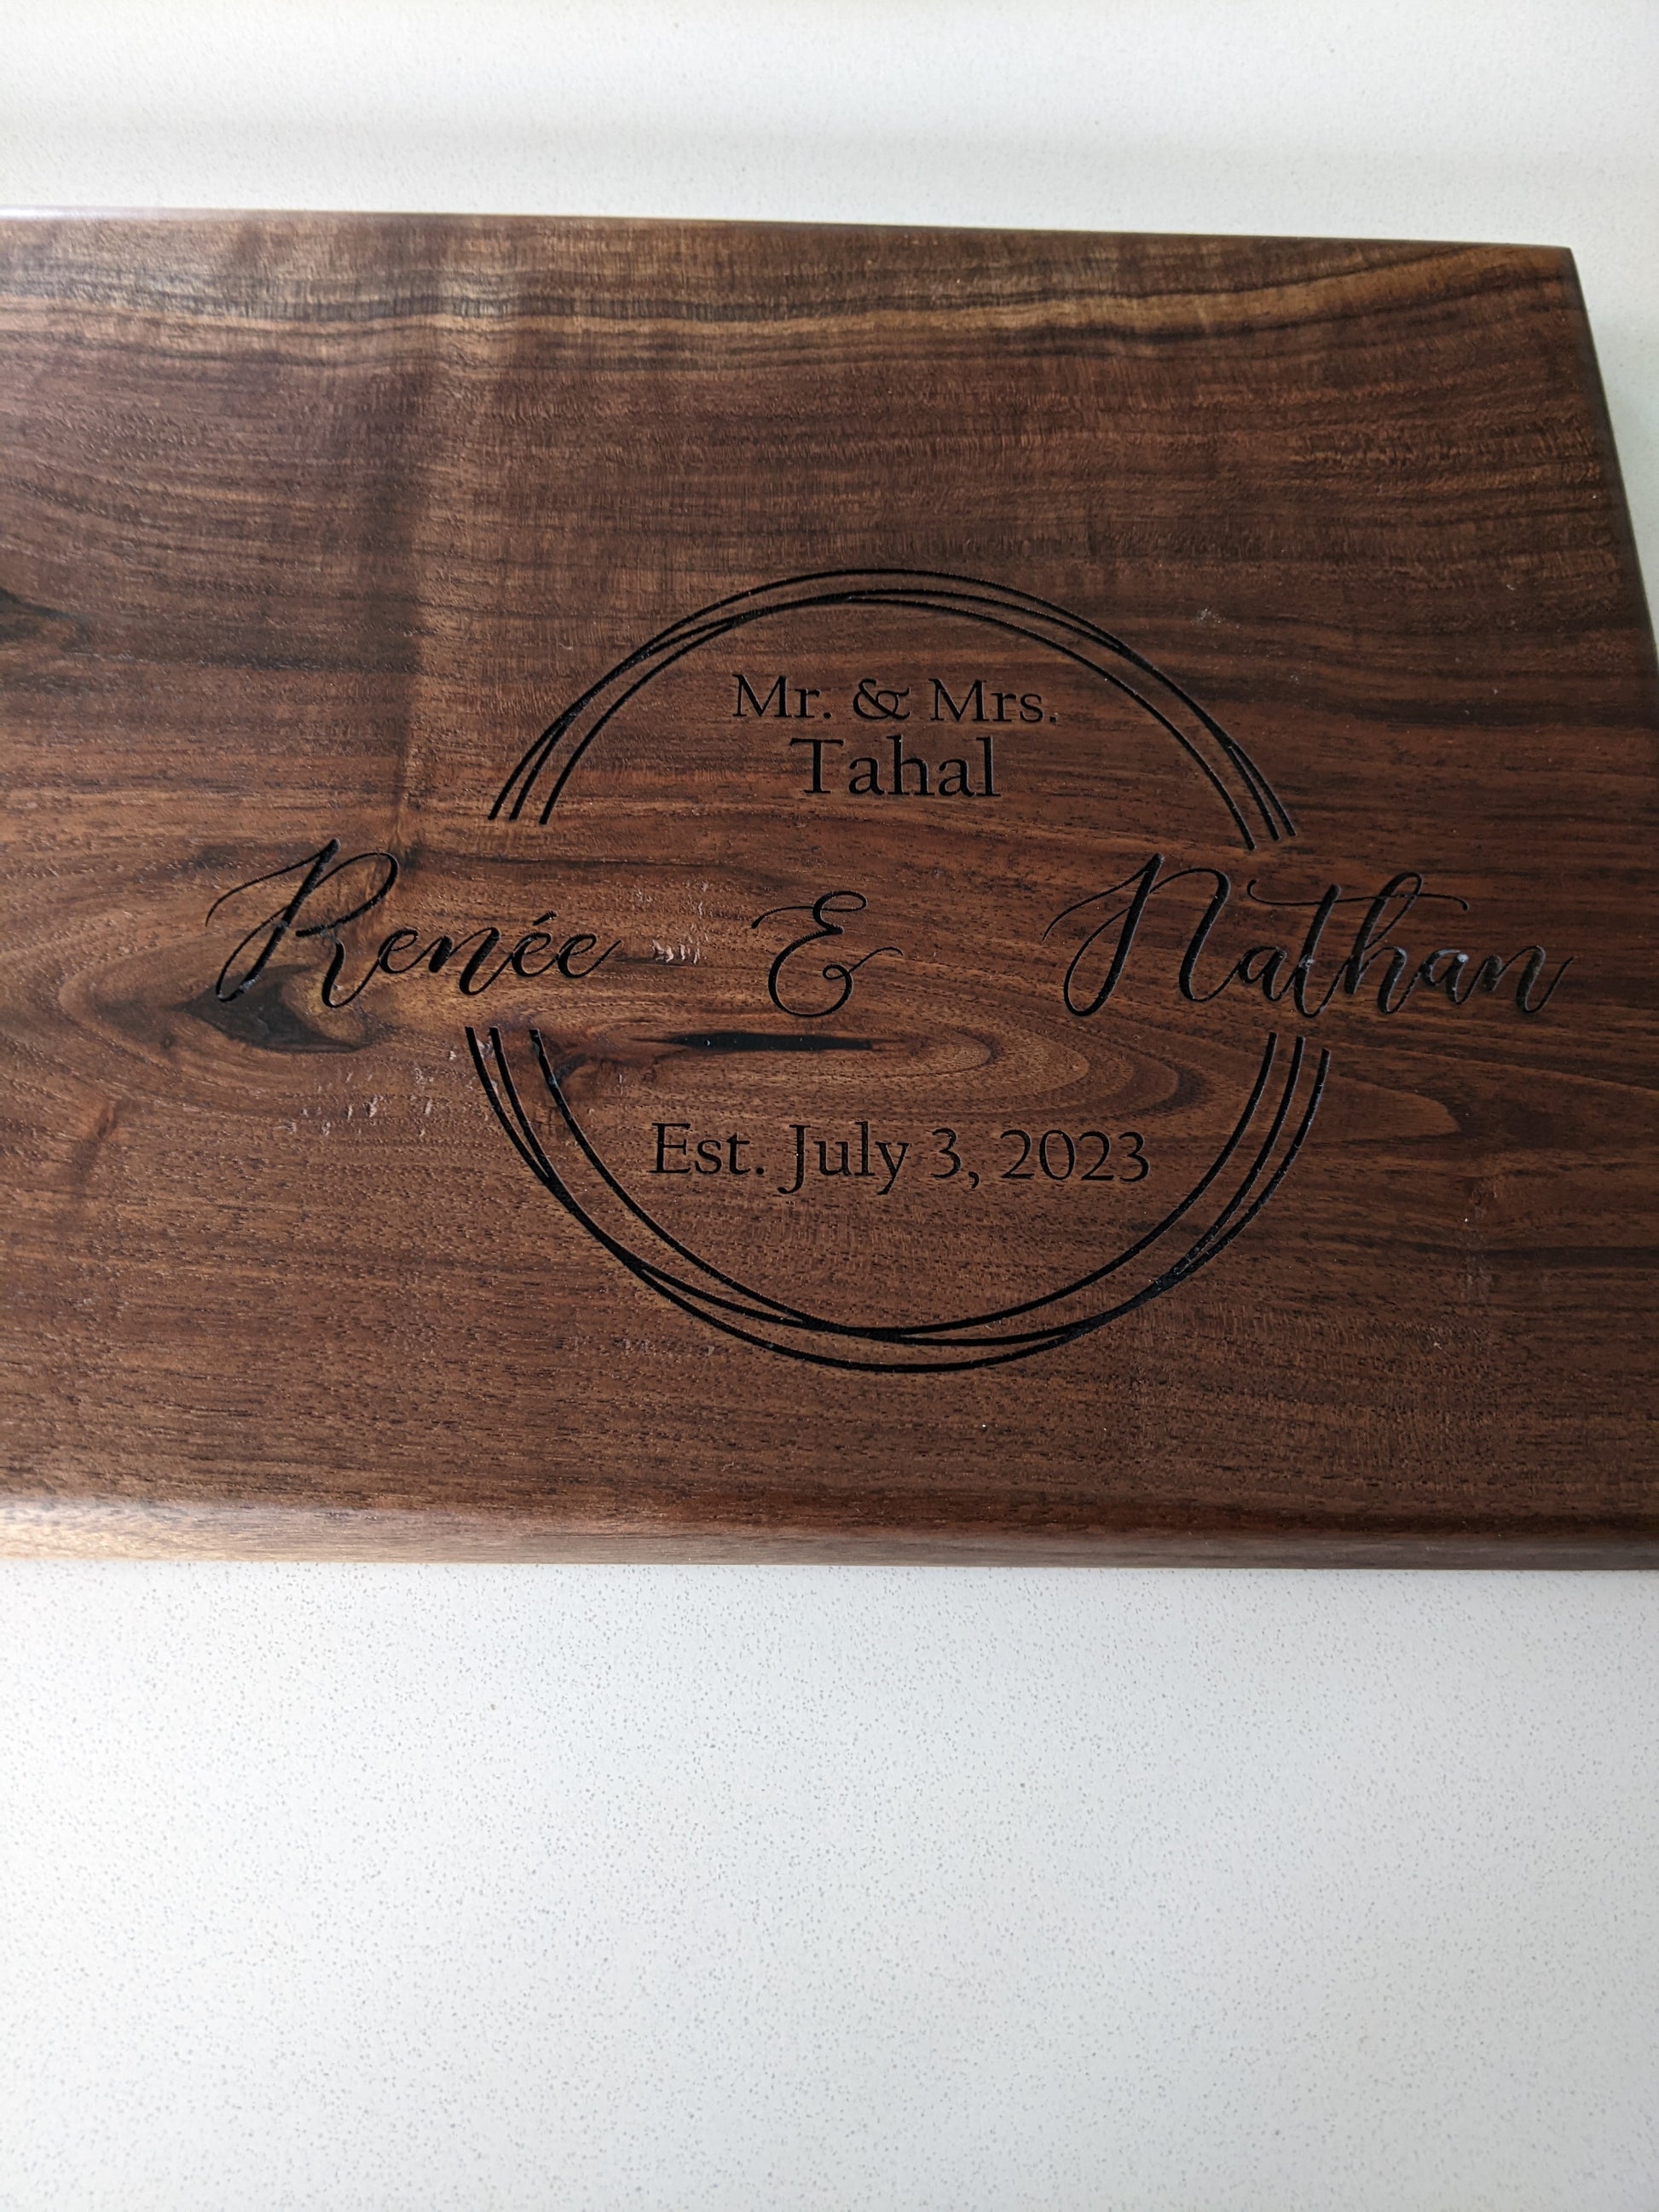 Mr. & Mrs.
Tahal
Renée & Nathan
Est. July 3, 2023